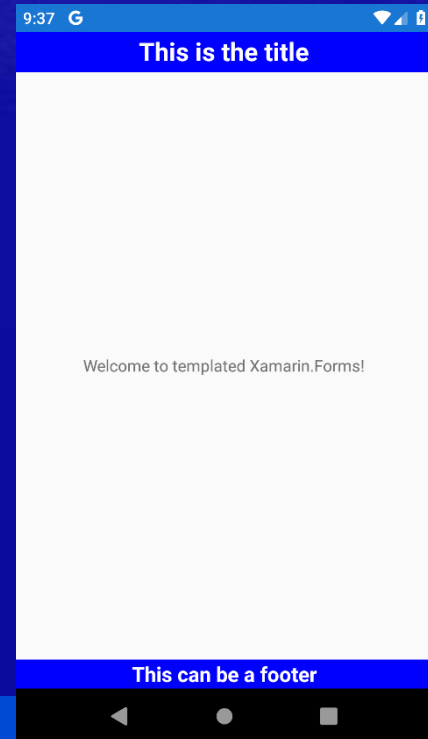 9:37 G
This is the title
Welcome to templated Xamarin.Forms!
This can be a footer